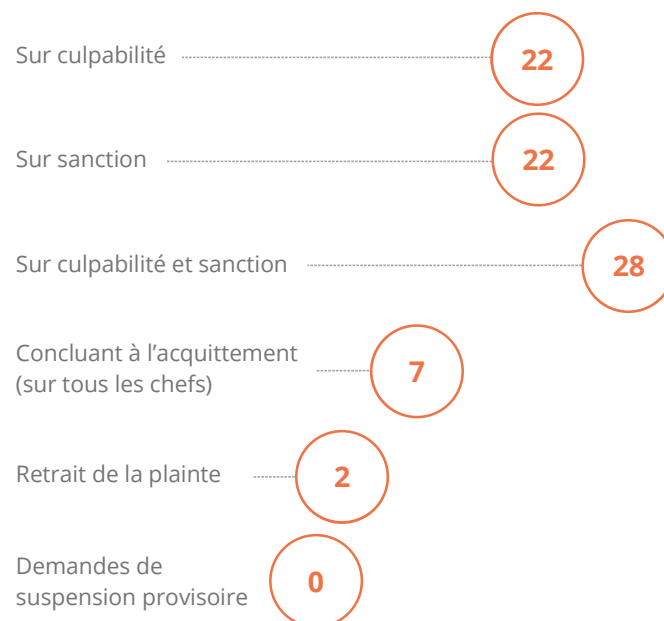 Sur culpabilité 22
Sur sanction 22
Sur culpabilité et sanction 28
Concluant à l’acquittement
(sur tous les chefs) 7
Retrait de la plainte 2
Demandes de
suspension provisoire 0